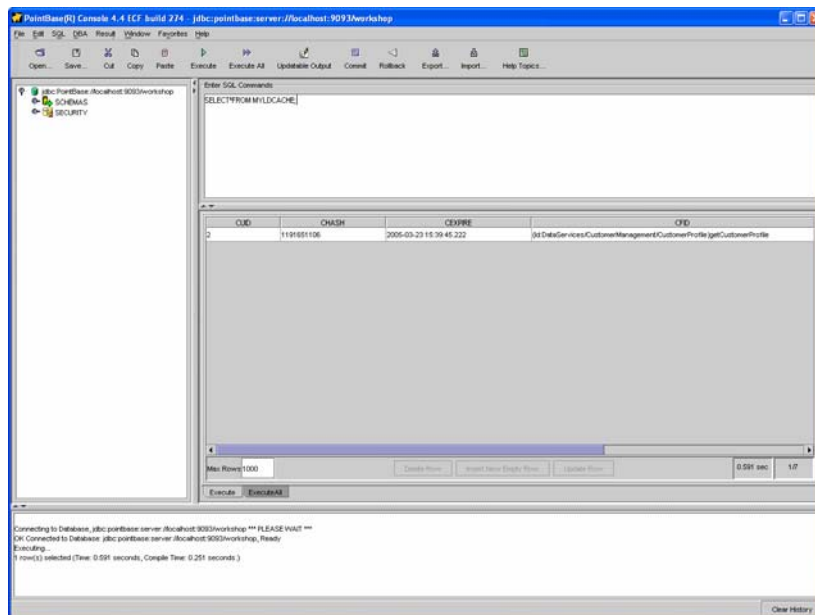 PointBase(R) Console 4.4 ECF build 274 - jdbc:pointbase:server://localhost:9093/workshop
File Edit SQL DBA Result Window Favorites Help
Open... Save... Cut Copy Paste Execute Execute All Updatable Output Commit Rollback Export... Import... Help Topics...
jdbc:PointBase://localhost:9093/workshop
SCHEMAS
SECURITY
Enter SQL Commands
SELECT*FROM MYLDCACHE;
CUID CHASH CEXPIRE CFID
2 1191651106 2005-03-23 15:39:45.222 {ld:DataServices/CustomerManagement/CustomerProfile}getCustomerProfile
Max Rows: 1000 Delete Row Insert New Empty Row Update Row 0.591 sec 1/7
Execute ExecuteAll
Connecting to Database, jdbc:pointbase:server://localhost:9093/workshop *** PLEASE WAIT ***
OK Connected to Database jdbc:pointbase:server://localhost:9093/workshop, Ready
Executing...
1 row(s) selected (Time: 0.591 seconds, Compile Time: 0.251 seconds.)
Clear History